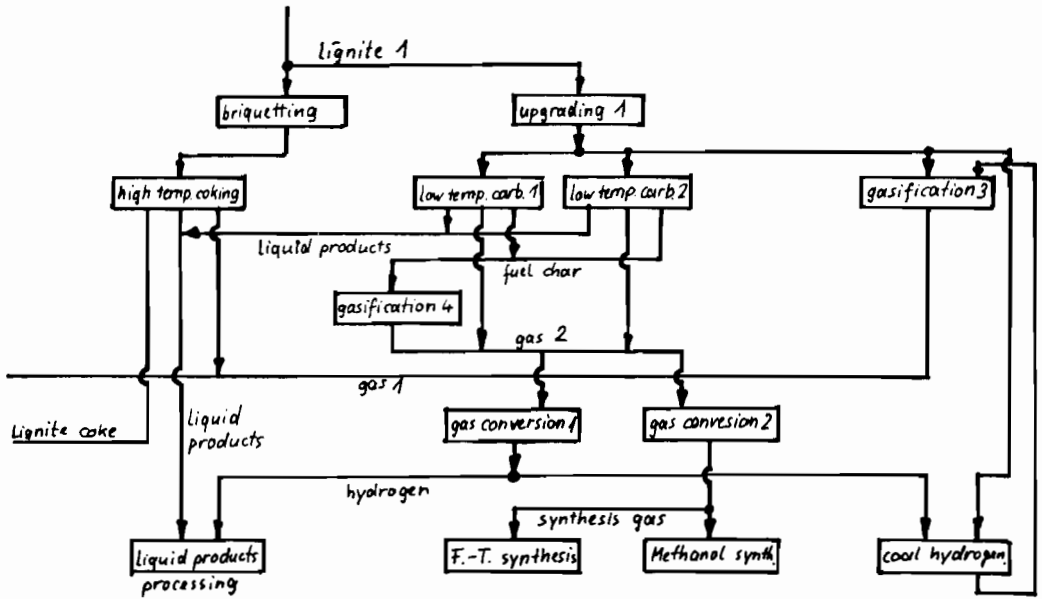 lignite 1
briquetting
upgrading 1
high temp. coking
low temp. carb. 1
low temp. carb. 2
gasification 3
liquid products
fuel char
gasification 4
gas 2
gas 1
Lignite coke
liquid
products
gas conversion 1
gas convesion 2
hydrogen
synthesis gas
liquid products
processing
F.-T. synthesis
Methanol synth.
coal hydrogen.